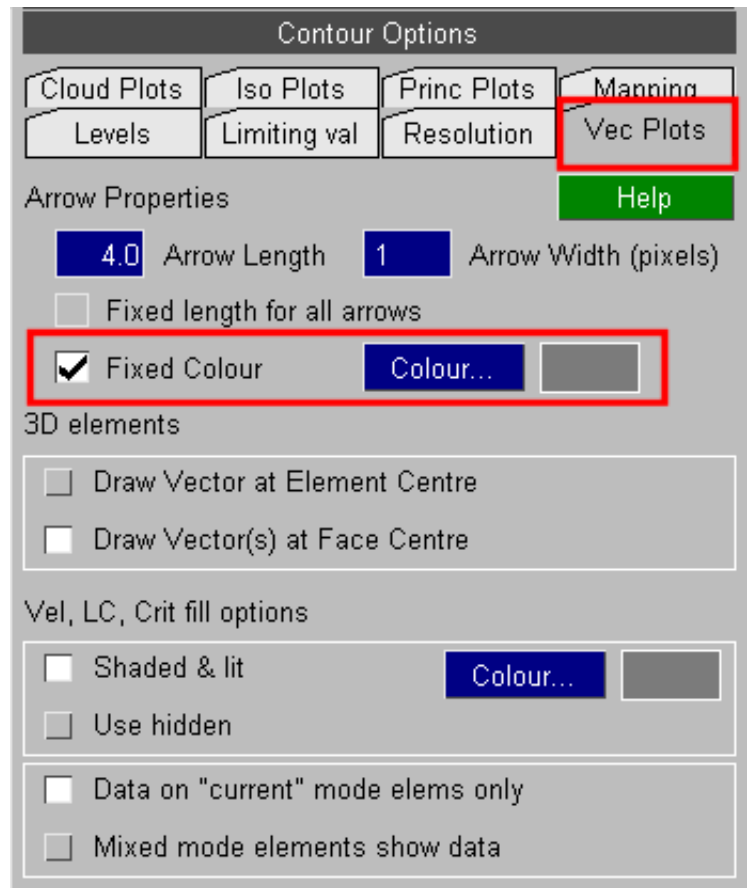 Contour Options
Cloud Plots Iso Plots Princ Plots Mapping
Levels Limiting val Resolution Vec Plots
Arrow Properties Help
4.0 Arrow Length 1 Arrow Width (pixels)
Fixed length for all arrows
Fixed Colour Colour...
3D elements
Draw Vector at Element Centre
Draw Vector(s) at Face Centre
Vel, LC, Crit fill options
Shaded & lit Colour...
Use hidden
Data on "current" mode elems only
Mixed mode elements show data